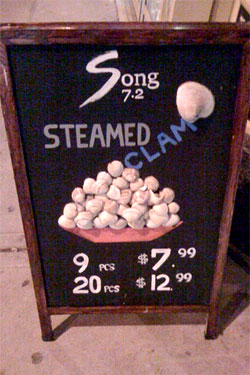 Song
7.2
STEAMED CLAM
9 PCS $7.99
20 PCS $12.99